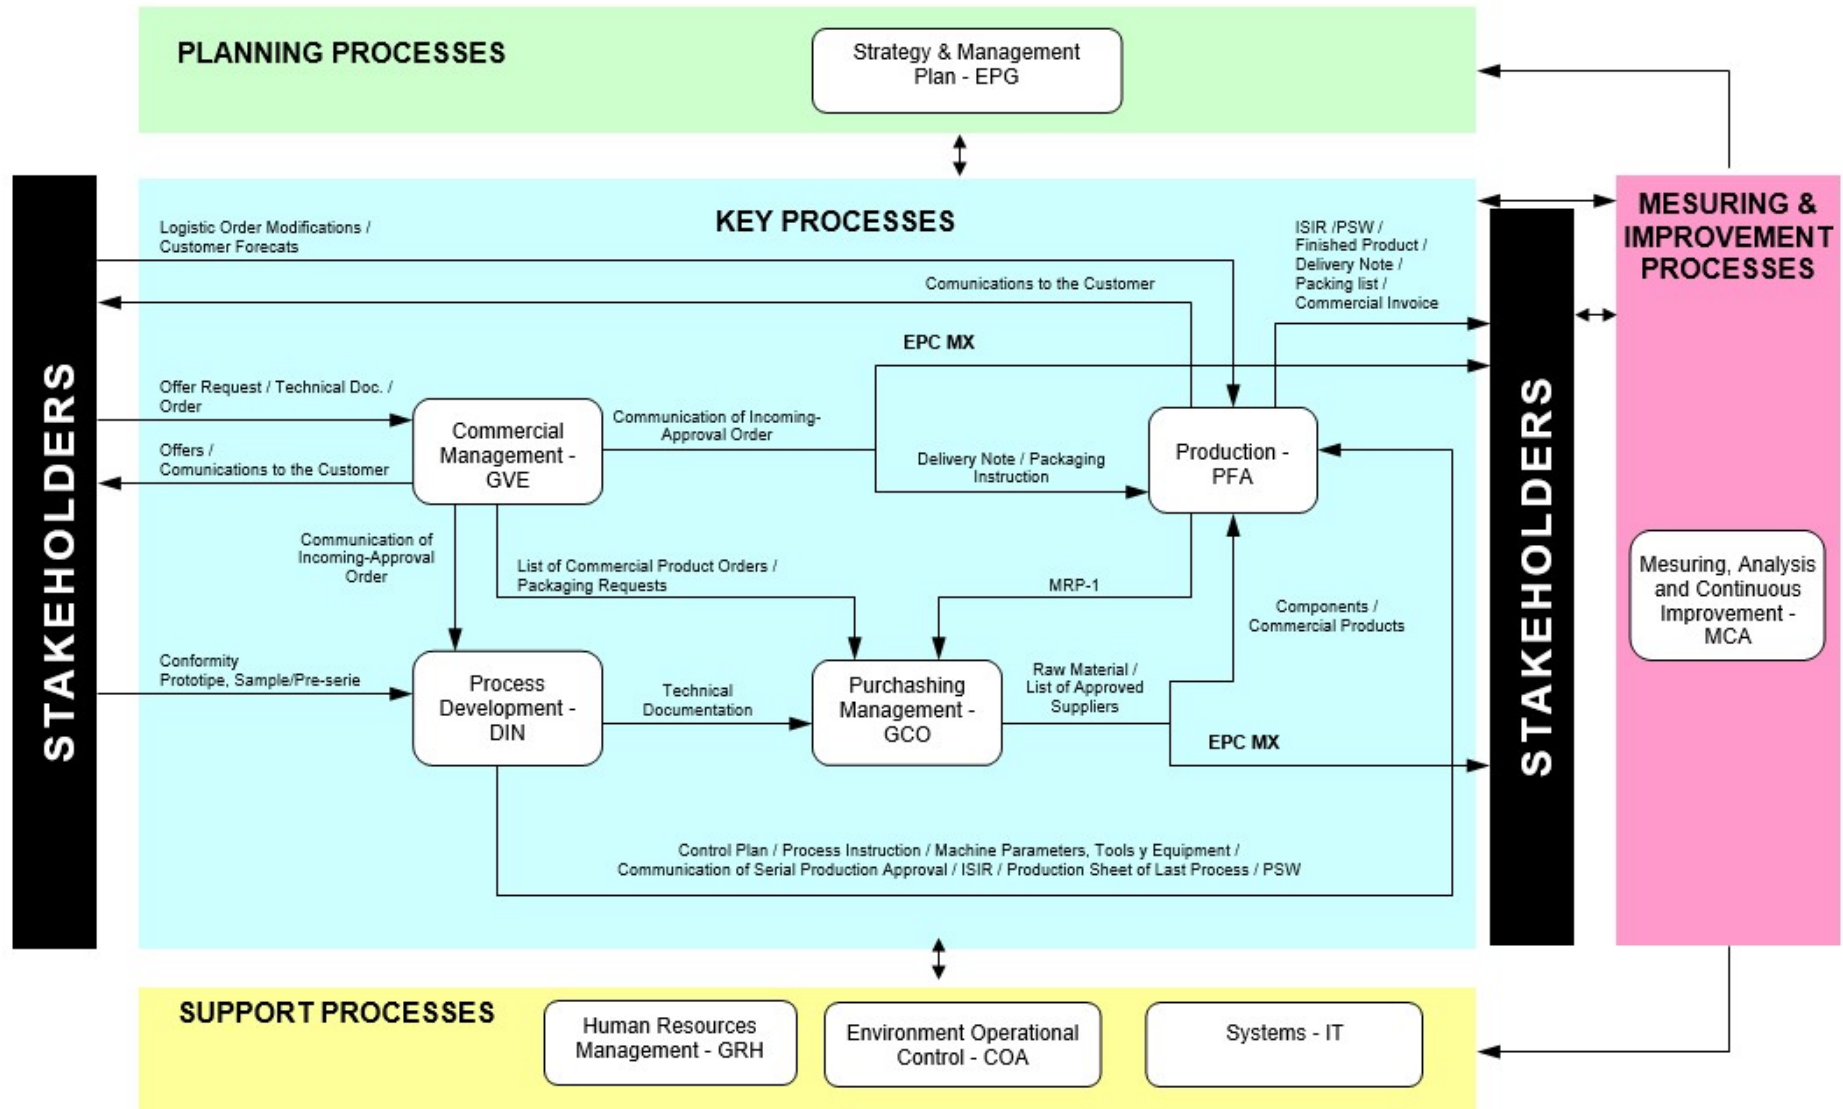 PLANNING PROCESSES
Strategy & Management
Plan - EPG
STAKEHOLDERS
KEY PROCESSES
Logistic Order Modifications /
Customer Forecats
Comunications to the Customer
ISIR /PSW /
Finished Product /
Delivery Note /
Packing list /
Commercial Invoice
EPC MX
Offer Request / Technical Doc. /
Order
Offers /
Comunications to the Customer
Commercial
Management -
GVE
Communication of Incoming-
Approval Order
Delivery Note / Packaging
Instruction
Production -
PFA
Communication of
Incoming-Approval
Order
List of Commercial Product Orders /
Packaging Requests
MRP-1
Components /
Commercial Products
Conformity
Prototipe, Sample/Pre-serie
Process
Development -
DIN
Technical
Documentation
Purchashing
Management -
GCO
Raw Material /
List of Approved
Suppliers
EPC MX
Control Plan / Process Instruction / Machine Parameters, Tools y Equipment /
Communication of Serial Production Approval / ISIR / Production Sheet of Last Process / PSW
STAKEHOLDERS
MESURING &
IMPROVEMENT
PROCESSES
Mesuring, Analysis
and Continuous
Improvement -
MCA
SUPPORT PROCESSES
Human Resources
Management - GRH
Environment Operational
Control - COA
Systems - IT